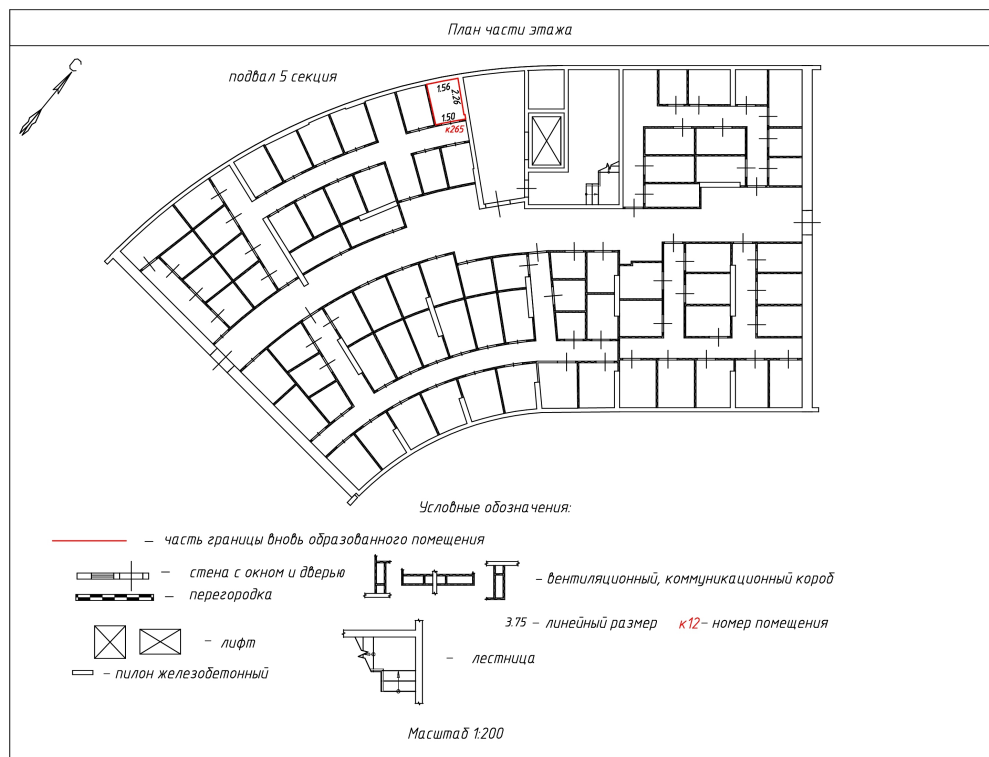 План части этажа
С
подвал 5 секция
1.56
2.26
1.50
к265
Условные обозначения:
– часть границы вновь образованного помещения
– стена с окном и дверью
– перегородка
– вентиляционный, коммуникационный короб
3.75 – линейный размер к12 – номер помещения
– лифт
– лестница
– пилон железобетонный
Масштаб 1:200